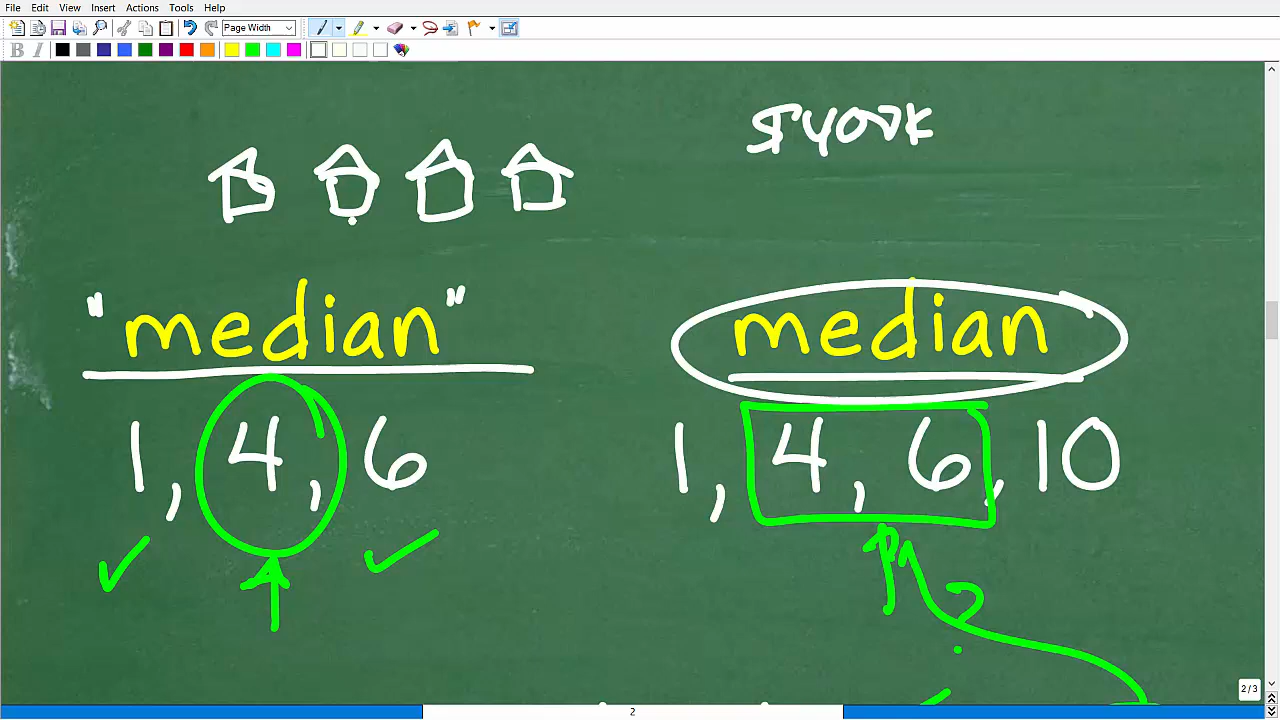 File Edit View Insert Actions Tools Help
Page Width
B I
"median"
1, 4, 6
median
1, 4, 6, 10
?
2/3
2